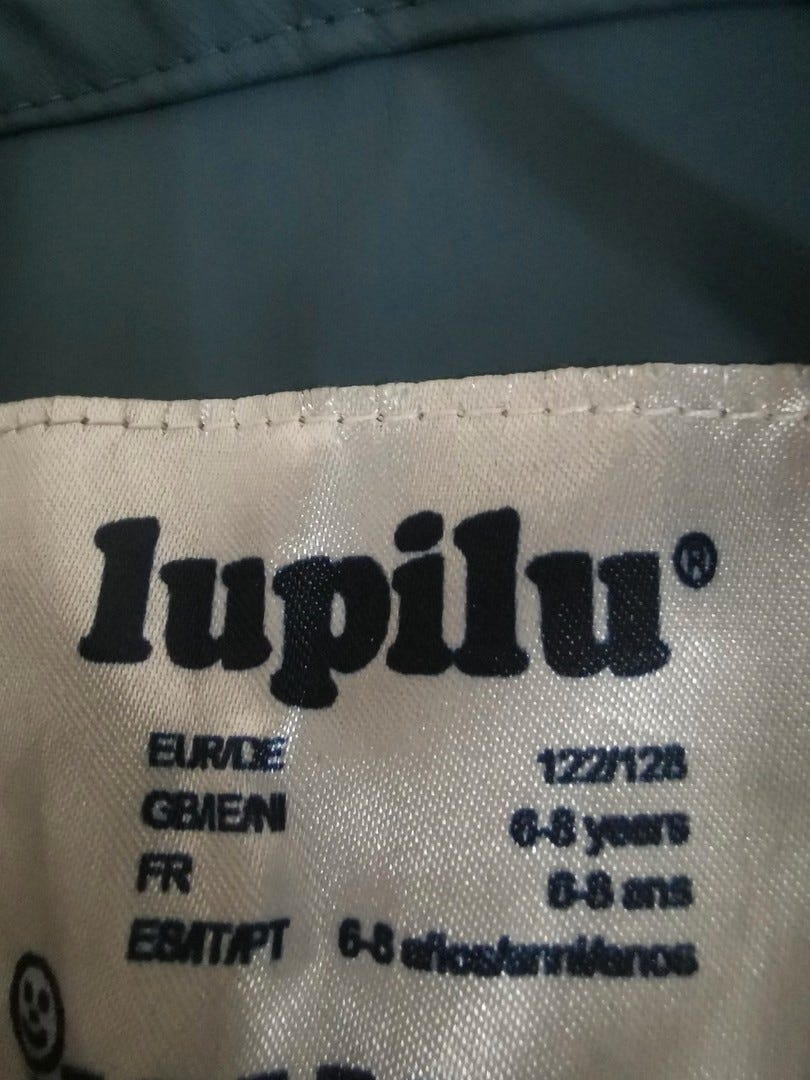 lupilu®
EUR/DE 122/128
GB/IE/NI 6-8 years
FR 6-8 ans
ES/IT/PT 6-8 años/anni/anos